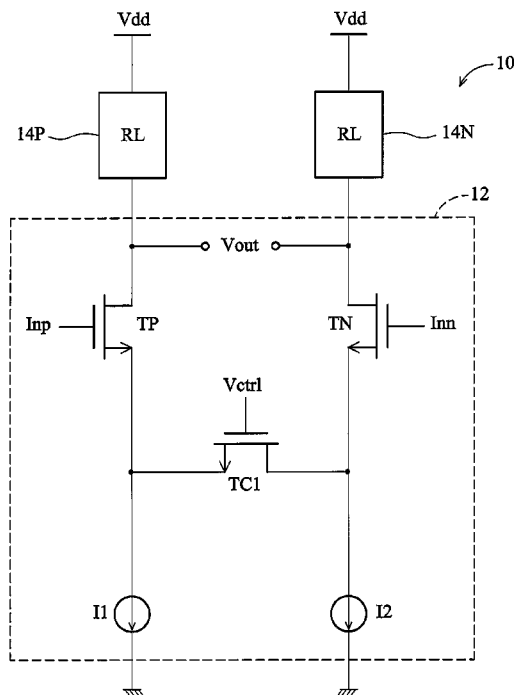 Vdd Vdd
10
14P RL RL 14N
12
Vout
Inp TP TN Inn
Vctrl
TC1
I1 I2